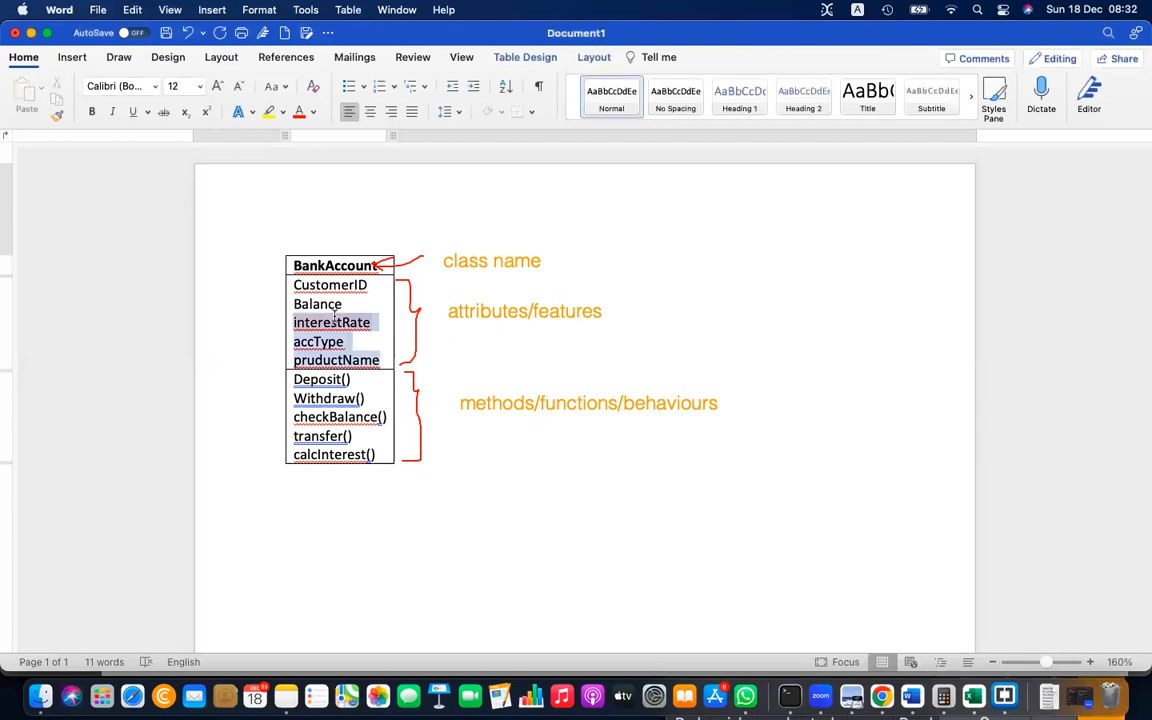 Word File Edit View Insert Format Tools Table Window Help A Sun 18 Dec 08:32
AutoSave OFF Document1
Home Insert Draw Design Layout References Mailings Review View Table Design Layout Tell me Comments Editing Share
Paste Calibri (Bo... 12 Aa
AaBbCcDdEe AaBbCcDdEe AaBbCcDc AaBbCcDdEe AaBb( AaBbCcDdEe
Normal No Spacing Heading 1 Heading 2 Title Subtitle Styles Pane Dictate Editor
BankAccount class name
CustomerID
Balance attributes/features
interestRate
accType
pruductName
Deposit()
Withdraw() methods/functions/behaviours
checkBalance()
transfer()
calcInterest()
Page 1 of 1 11 words English Focus 160%